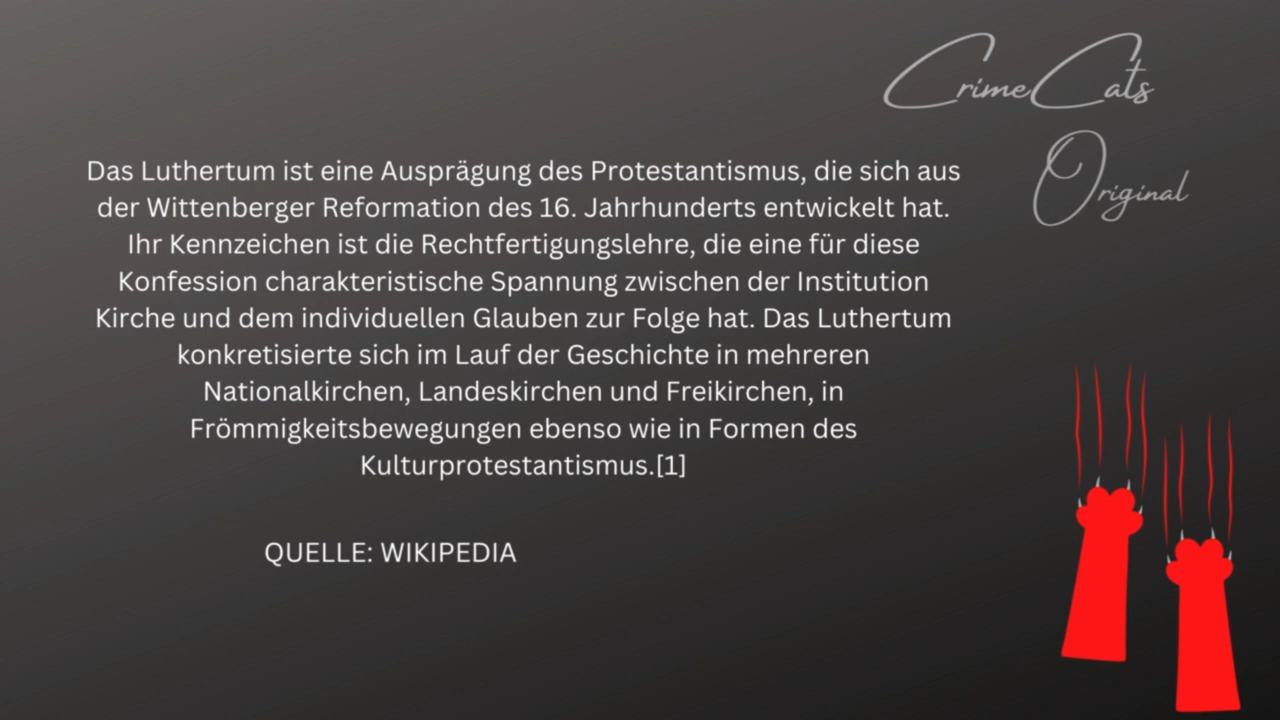 CrimeCats
Original
Das Luthertum ist eine Ausprägung des Protestantismus, die sich aus
der Wittenberger Reformation des 16. Jahrhunderts entwickelt hat.
Ihr Kennzeichen ist die Rechtfertigungslehre, die eine für diese
Konfession charakteristische Spannung zwischen der Institution
Kirche und dem individuellen Glauben zur Folge hat. Das Luthertum
konkretisierte sich im Lauf der Geschichte in mehreren
Nationalkirchen, Landeskirchen und Freikirchen, in
Frömmigkeitsbewegungen ebenso wie in Formen des
Kulturprotestantismus.[1]
QUELLE: WIKIPEDIA